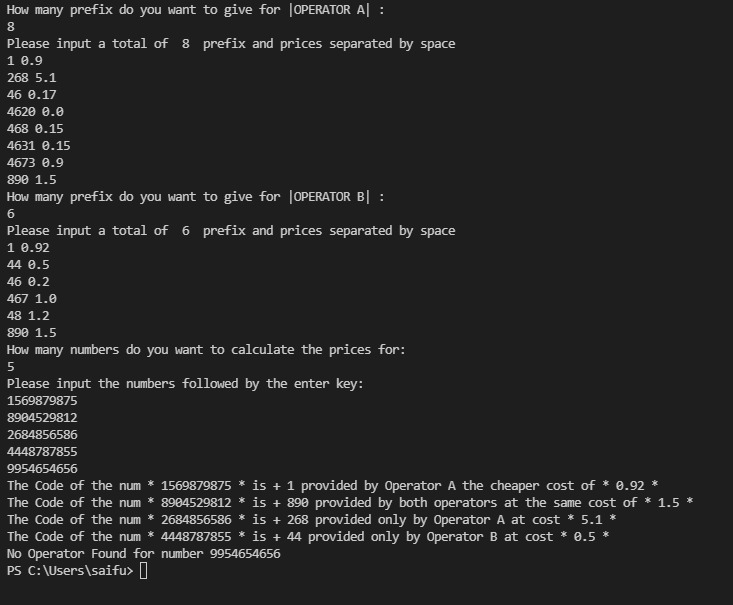 How many prefix do you want to give for |OPERATOR A| :
8
Please input a total of  8  prefix and prices separated by space
1 0.9
268 5.1
46 0.17
4620 0.0
468 0.15
4631 0.15
4673 0.9
890 1.5
How many prefix do you want to give for |OPERATOR B| :
6
Please input a total of  6  prefix and prices separated by space
1 0.92
44 0.5
46 0.2
467 1.0
48 1.2
890 1.5
How many numbers do you want to calculate the prices for:
5
Please input the numbers followed by the enter key:
1569879875
8904529812
2684856586
4448787855
9954654656
The Code of the num * 1569879875 * is + 1 provided by Operator A the cheaper cost of * 0.92 *
The Code of the num * 8904529812 * is + 890 provided by both operators at the same cost of * 1.5 *
The Code of the num * 2684856586 * is + 268 provided only by Operator A at cost * 5.1 *
The Code of the num * 4448787855 * is + 44 provided only by Operator B at cost * 0.5 *
No Operator Found for number 9954654656
PS C:\Users\saifu>